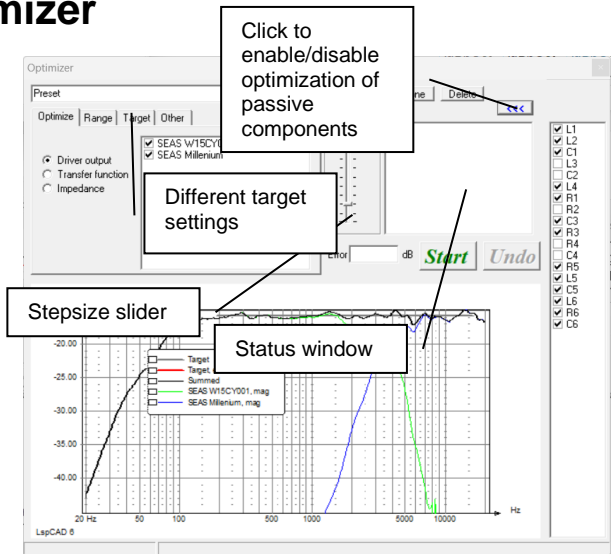 mizer
Click to
enable/disable
optimization of
passive
components
Optimizer
Preset
Delete
<<<
Optimize Range Target Other
Driver output
Transfer function
Impedance
SEAS W15CY0
SEAS Millenium
Different target
settings
Error
dB
Start
Undo
L1
L2
C1
L3
C2
L4
R1
R2
C3
R3
R4
C4
R5
L5
C5
L6
R6
C6
Stepsize slider
Status window
-20.00
-25.00
-30.00
-35.00
-40.00
Target
Target,
Summed
SEAS W15CY001, mag
SEAS Millenium, mag
20 Hz 50 100 500 1000 5000 10000 Hz
LspCAD 6